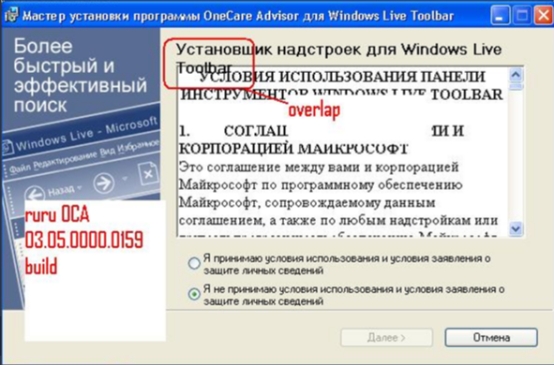 Мастер установки программы OneCare Advisor для Windows Live Toolbar
Более
быстрый и
эффективный
поиск
Windows Live - Microsoft
Файл Редактирование Вид Избранное
Назад
ruru OCA
03.05.0000.0159
build
Установщик надстроек для Windows Live
Toolbar
УСЛОВИЯ ИСПОЛЬЗОВАНИЯ ПАНЕЛИ
ИНСТРУМЕНТОВ WINDOWS LIVE TOOLBAR
overlap
1. СОГЛАШ ИИ И
КОРПОРАЦИЕЙ МАЙКРОСОФТ
Это соглашение между вами и корпорацией
Майкрософт по программному обеспечению
Майкрософт, сопровождаемому данным
соглашением, а также по любым надстройкам или
Я принимаю условия использования и условия заявления о
защите личных сведений
Я не принимаю условия использования и условия заявления о
защите личных сведений
Далее >
Отмена